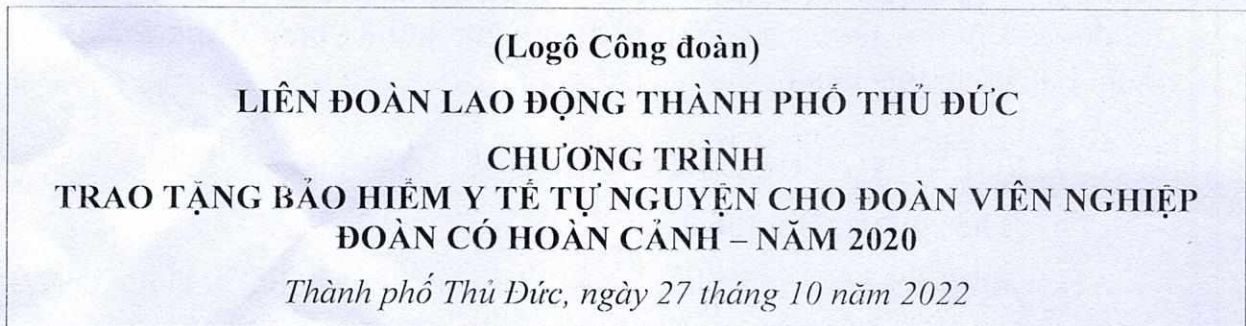 (Logô Công đoàn)
LIÊN ĐOÀN LAO ĐỘNG THÀNH PHỐ THỦ ĐỨC
CHƯƠNG TRÌNH
TRAO TẶNG BẢO HIỂM Y TẾ TỰ NGUYỆN CHO ĐOÀN VIÊN NGHIỆP
ĐOÀN CÓ HOÀN CẢNH – NĂM 2020
Thành phố Thủ Đức, ngày 27 tháng 10 năm 2022